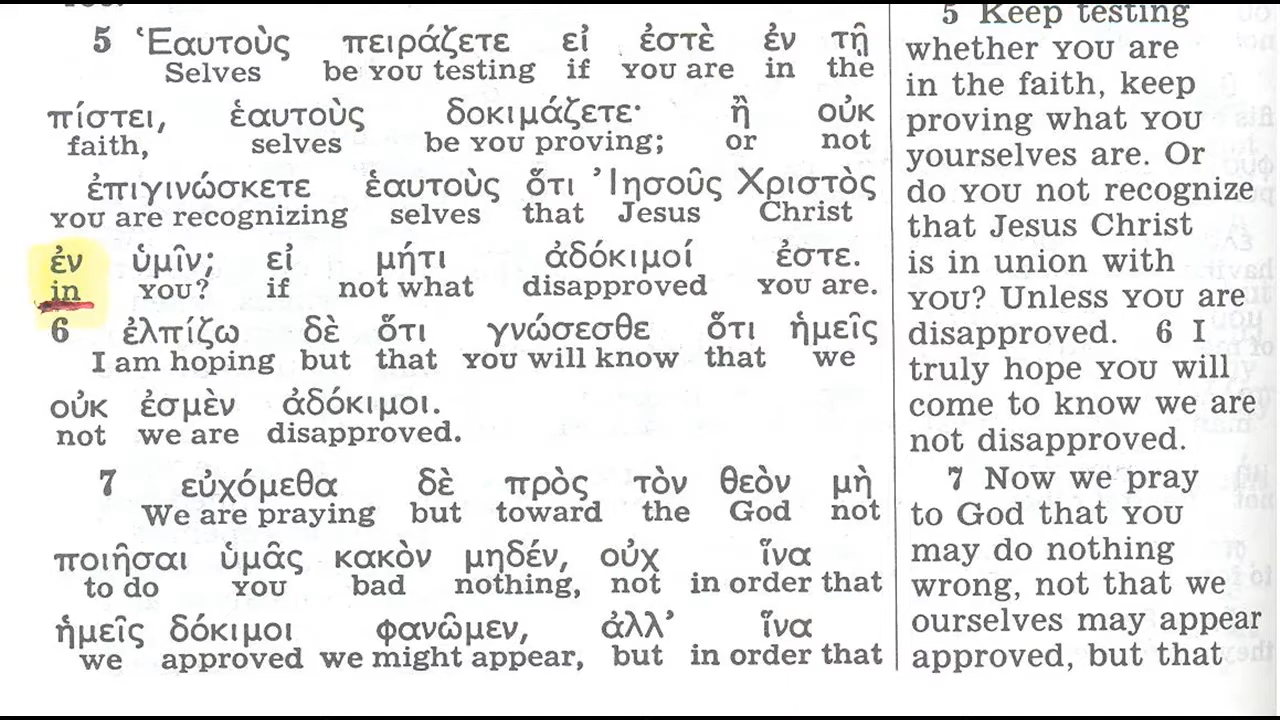 5 Ἑαυτοὺς πειράζετε εἰ ἐστὲ ἐν τῇ
Selves be YOU testing if YOU are in the
πίστει, ἑαυτοὺς δοκιμάζετε· ἢ οὐκ
faith, selves be YOU proving; or not
ἐπιγινώσκετε ἑαυτοὺς ὅτι Ἰησοῦς Χριστὸς
YOU are recognizing selves that Jesus Christ
ἐν ὑμῖν; εἰ μήτι ἀδόκιμοί ἐστε.
in YOU? if not what disapproved YOU are.
6 ἐλπίζω δὲ ὅτι γνώσεσθε ὅτι ἡμεῖς
I am hoping but that YOU will know that we
οὐκ ἐσμὲν ἀδόκιμοι.
not we are disapproved.
7 εὐχόμεθα δὲ πρὸς τὸν θεὸν μὴ
We are praying but toward the God not
ποιῆσαι ὑμᾶς κακὸν μηδέν, οὐχ ἵνα
to do YOU bad nothing, not in order that
ἡμεῖς δόκιμοι φανῶμεν, ἀλλ' ἵνα
we approved we might appear, but in order that
5 Keep testing
whether YOU are
in the faith, keep
proving what YOU
yourselves are. Or
do YOU not recognize
that Jesus Christ
is in union with
YOU? Unless YOU are
disapproved. 6 I
truly hope YOU will
come to know we are
not disapproved.
7 Now we pray
to God that YOU
may do nothing
wrong, not that we
ourselves may appear
approved, but that